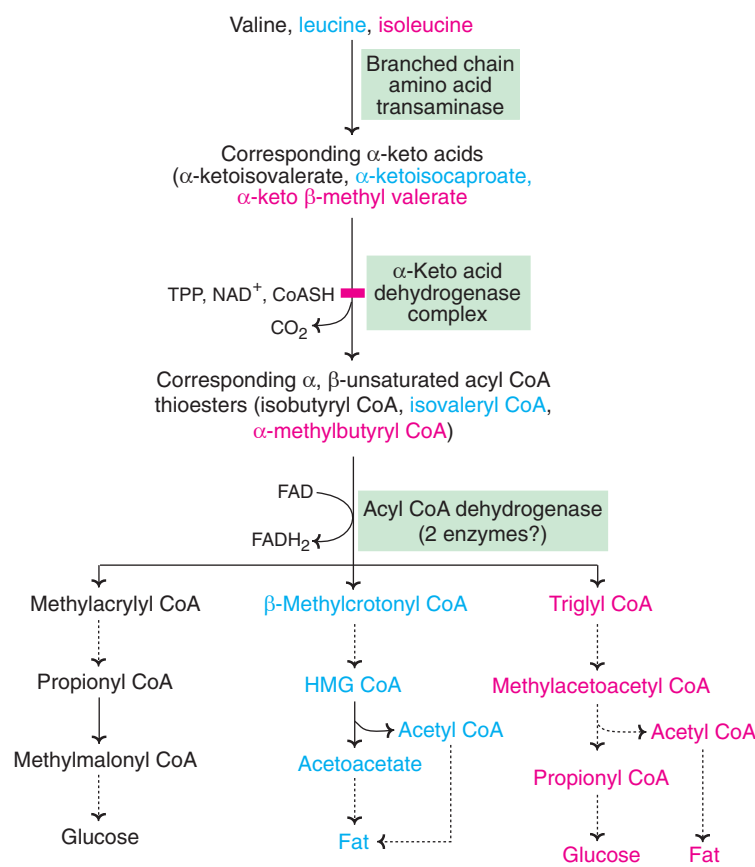 Valine, leucine, isoleucine
Branched chain
amino acid
transaminase
Corresponding α-keto acids
(α-ketoisovalerate, α-ketoisocaproate,
α-keto β-methyl valerate
TPP, NAD+, CoASH
α-Keto acid
dehydrogenase
complex
CO2
Corresponding α, β-unsaturated acyl CoA
thioesters (isobutyryl CoA, isovaleryl CoA,
α-methylbutyryl CoA)
FAD
FADH2
Acyl CoA dehydrogenase
(2 enzymes?)
Methylacrylyl CoA
β-Methylcrotonyl CoA
Triglyl CoA
Propionyl CoA
HMG CoA
Methylacetoacetyl CoA
Acetyl CoA
Acetyl CoA
Methylmalonyl CoA
Acetoacetate
Propionyl CoA
Glucose
Fat
Glucose
Fat